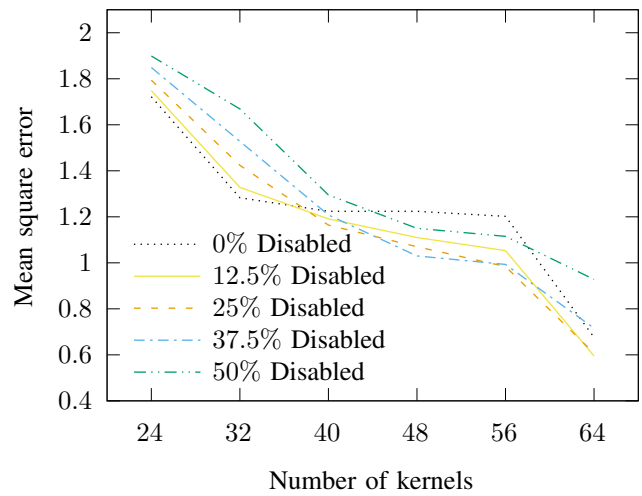 2
1.8
1.6
1.4
1.2
1
0.8
0.6
0.4
Mean square error
0% Disabled
12.5% Disabled
25% Disabled
37.5% Disabled
50% Disabled
24 32 40 48 56 64
Number of kernels